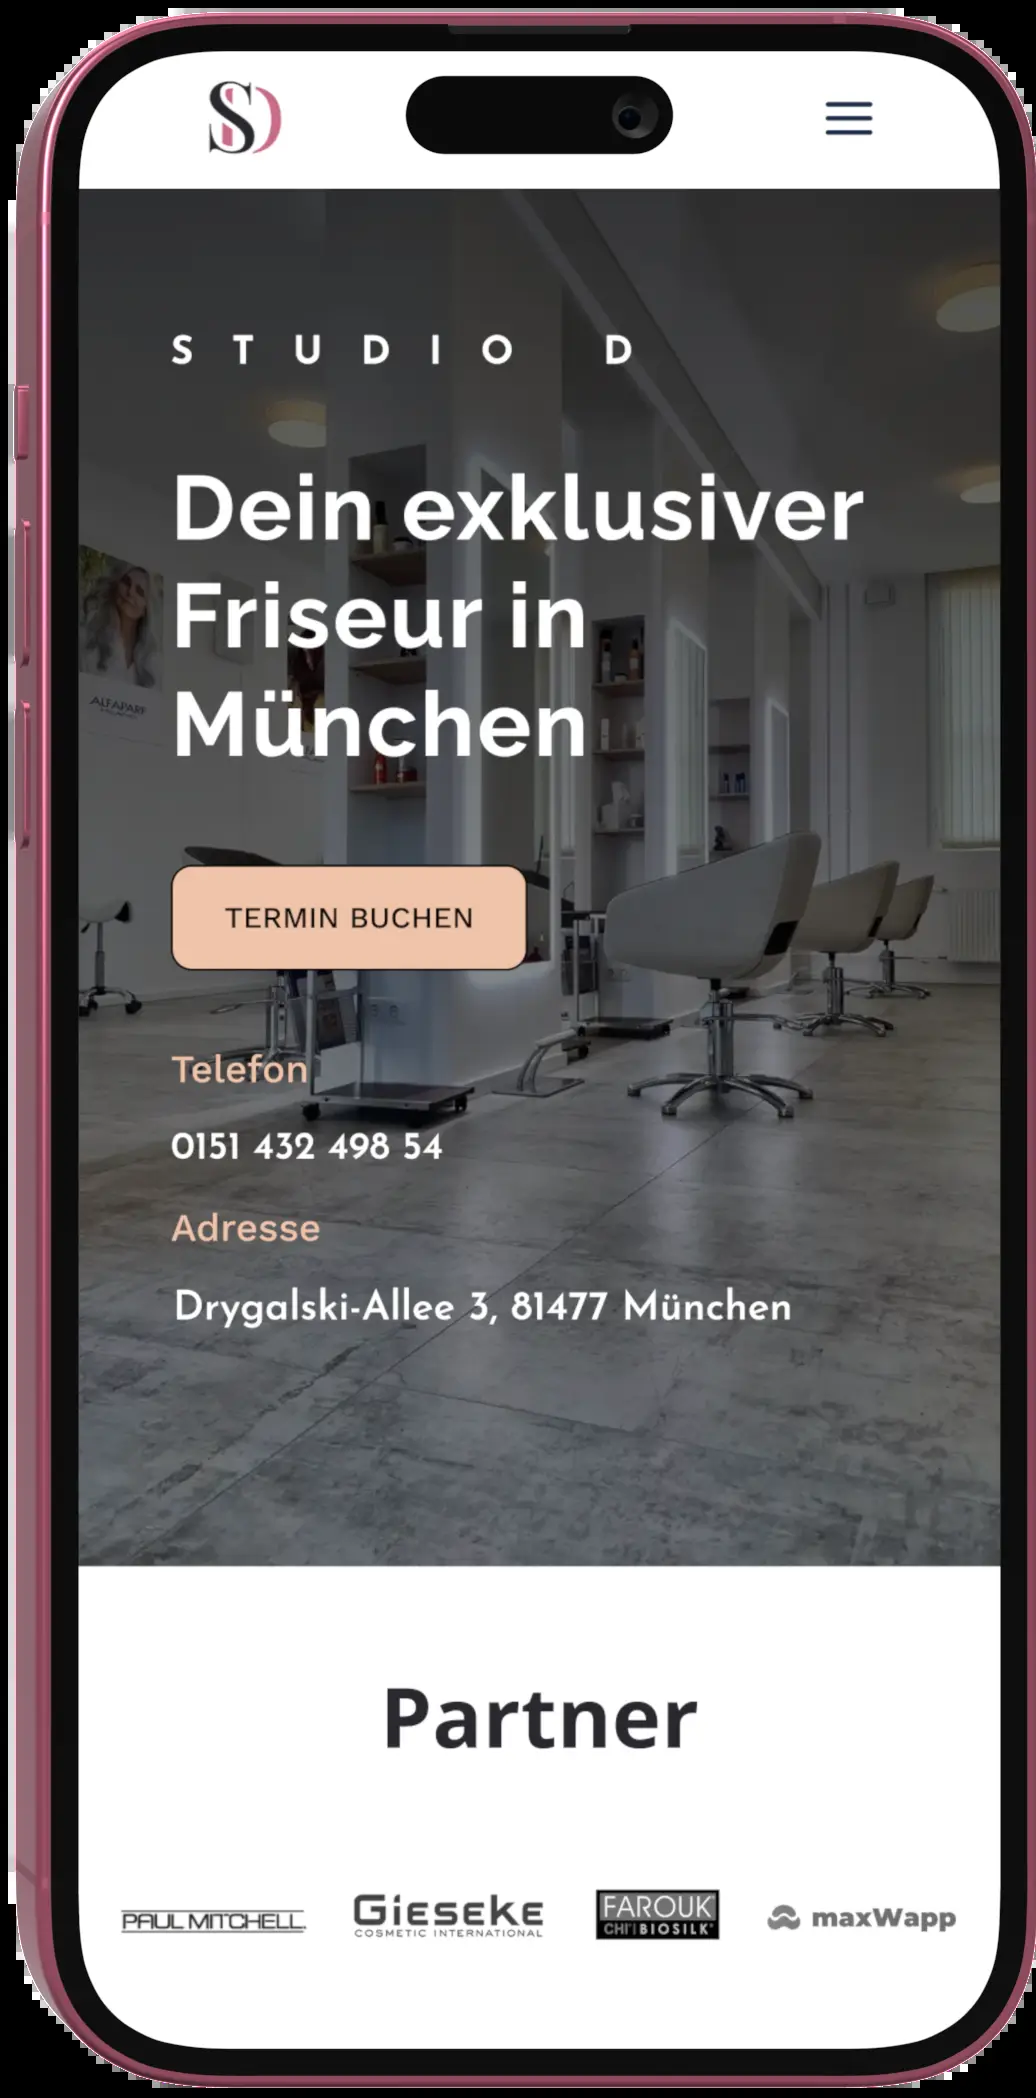 SD
STUDIO D
Dein exklusiver
Friseur in
München
ALFAPARF
TERMIN BUCHEN
Telefon
0151 432 498 54
Adresse
Drygalski-Allee 3, 81477 München
Partner
PAUL MITCHELL.
Gieseke
COSMETIC INTERNATIONAL
FAROUK
CHI BIOSILK
maxWapp